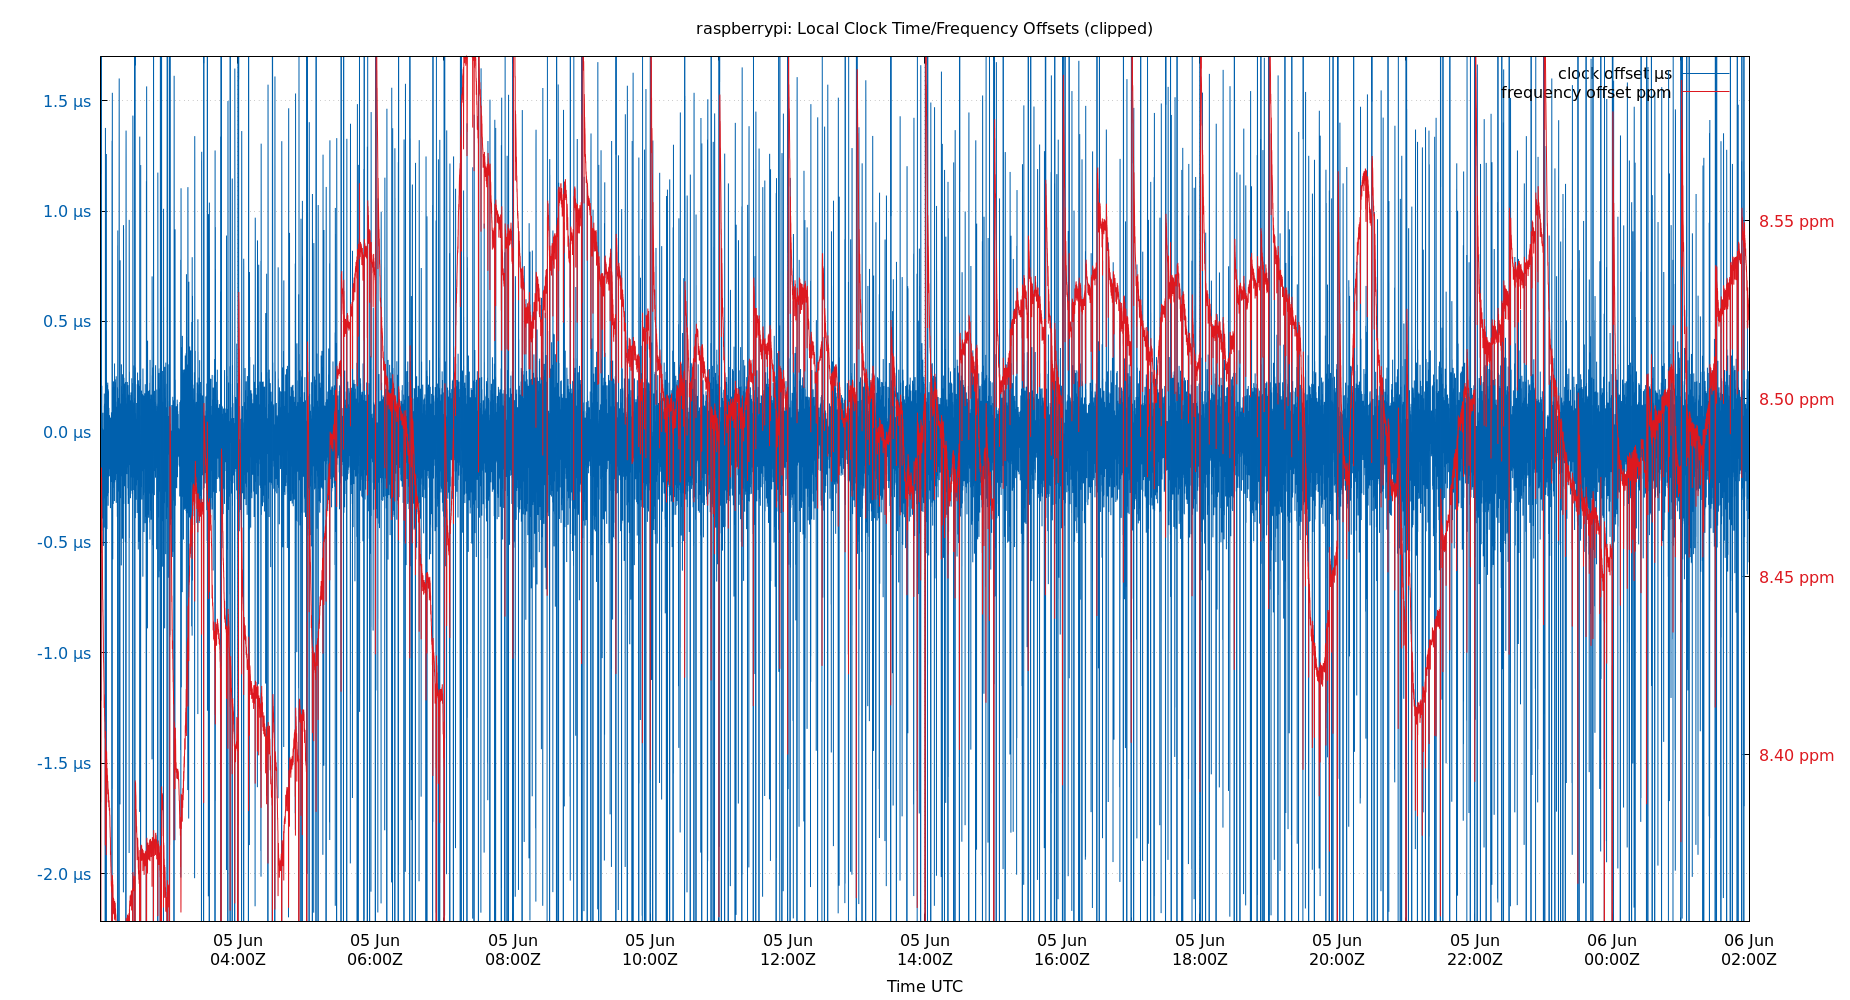 raspberrypi: Local Clock Time/Frequency Offsets (clipped)
clock offset µs
frequency offset ppm
1.5 µs
1.0 µs
0.5 µs
0.0 µs
-0.5 µs
-1.0 µs
-1.5 µs
-2.0 µs
8.55 ppm
8.50 ppm
8.45 ppm
8.40 ppm
05 Jun 05 Jun 05 Jun 05 Jun 05 Jun 05 Jun 05 Jun 05 Jun 05 Jun 05 Jun 06 Jun 06 Jun
04:00Z 06:00Z 08:00Z 10:00Z 12:00Z 14:00Z 16:00Z 18:00Z 20:00Z 22:00Z 00:00Z 02:00Z
Time UTC